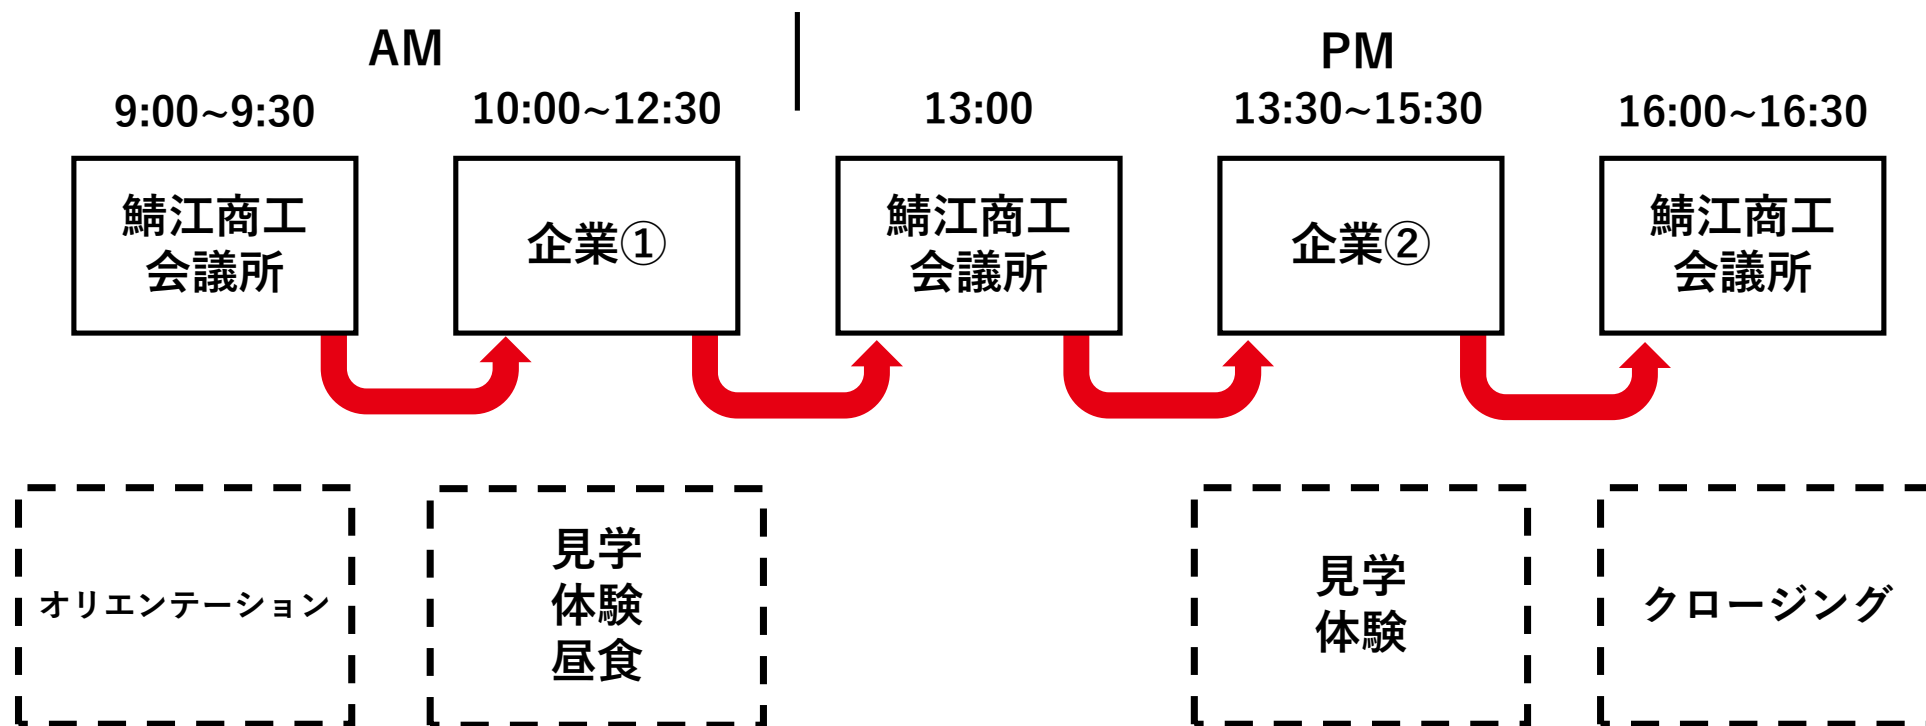 AM
PM
9:00~9:30
10:00~12:30
13:00
13:30~15:30
16:00~16:30
鯖江商工
会議所
企業①
鯖江商工
会議所
企業②
鯖江商工
会議所
オリエンテーション
見学
体験
昼食
見学
体験
クロージング